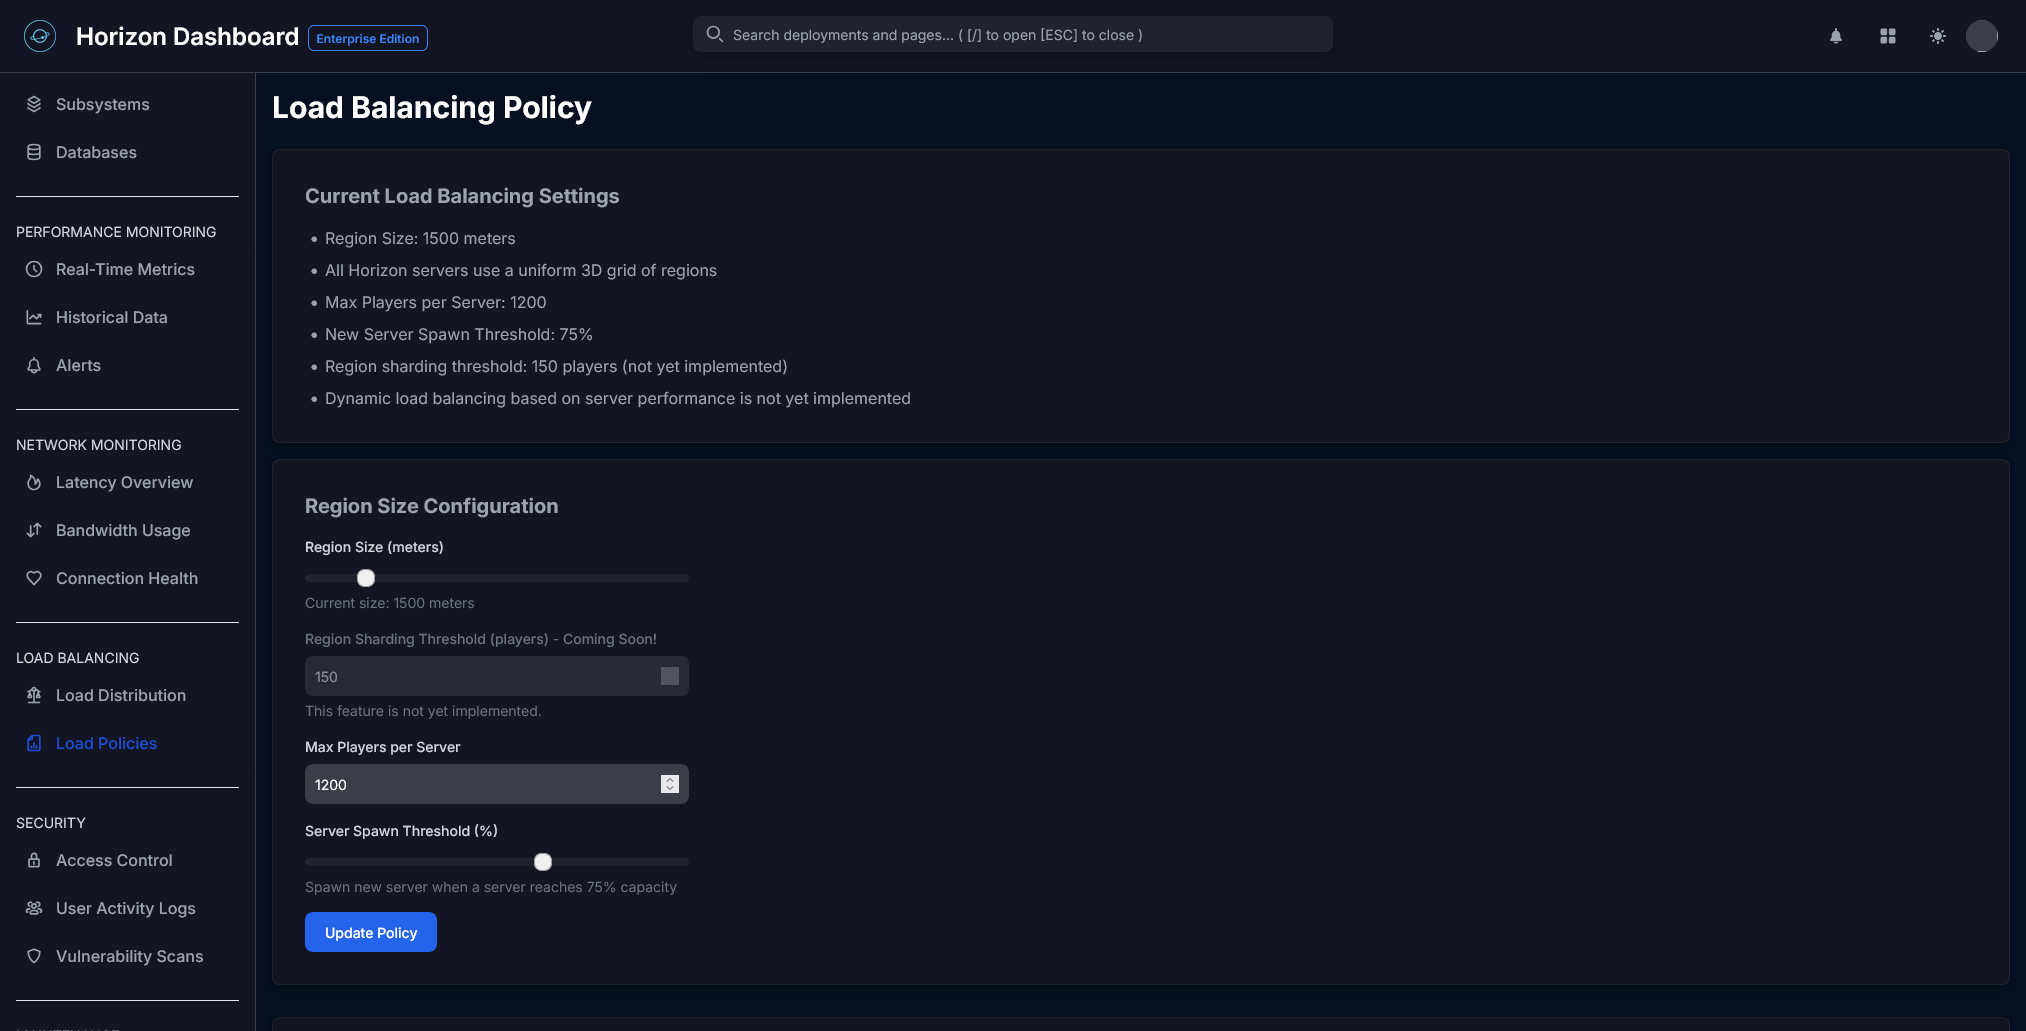 Horizon Dashboard
Enterprise Edition
Search deployments and pages... ( [/] to open [ESC] to close )
Subsystems
Databases
PERFORMANCE MONITORING
Real-Time Metrics
Historical Data
Alerts
NETWORK MONITORING
Latency Overview
Bandwidth Usage
Connection Health
LOAD BALANCING
Load Distribution
Load Policies
SECURITY
Access Control
User Activity Logs
Vulnerability Scans
Load Balancing Policy
Current Load Balancing Settings
• Region Size: 1500 meters
• All Horizon servers use a uniform 3D grid of regions
• Max Players per Server: 1200
• New Server Spawn Threshold: 75%
• Region sharding threshold: 150 players (not yet implemented)
• Dynamic load balancing based on server performance is not yet implemented
Region Size Configuration
Region Size (meters)
Current size: 1500 meters
Region Sharding Threshold (players) - Coming Soon!
150
This feature is not yet implemented.
Max Players per Server
1200
Server Spawn Threshold (%)
Spawn new server when a server reaches 75% capacity
Update Policy